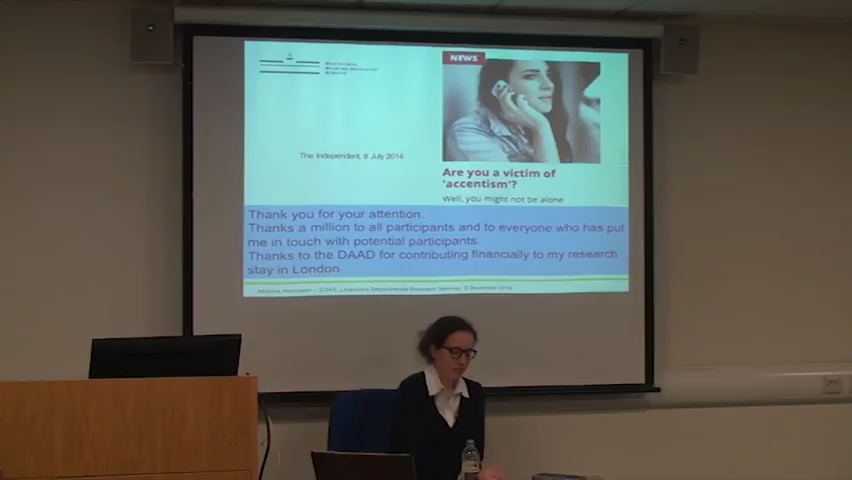 NEWS
The Independent, 8 July 2014
Are you a victim of
'accentism'?
Well, you might not be alone
Thank you for your attention.
Thanks a million to all participants and to everyone who has put
me in touch with potential participants.
Thanks to the DAAD for contributing financially to my research
stay in London